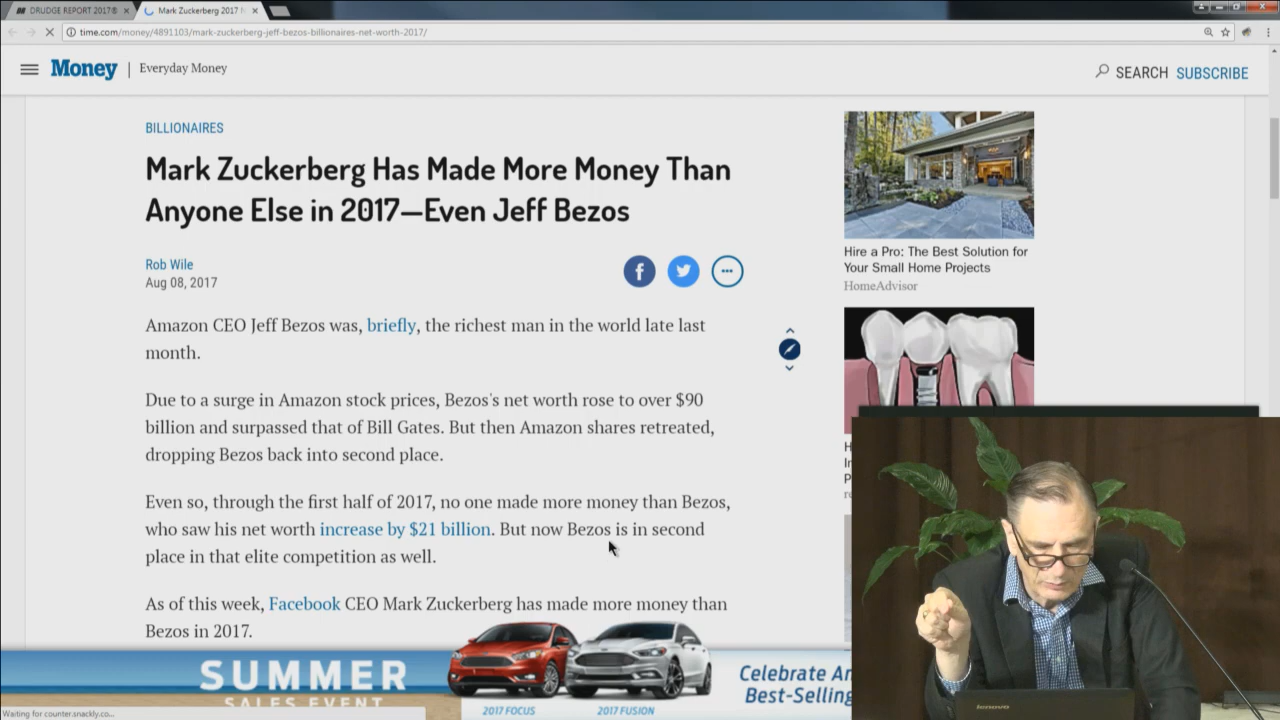 DRUDGE REPORT 2017®
Mark Zuckerberg 2017
time.com/money/4891103/mark-zuckerberg-jeff-bezos-billionaires-net-worth-2017/
Money | Everyday Money
SEARCH SUBSCRIBE
BILLIONAIRES
Mark Zuckerberg Has Made More Money Than
Anyone Else in 2017—Even Jeff Bezos
Rob Wile
Aug 08, 2017
Amazon CEO Jeff Bezos was, briefly, the richest man in the world late last
month.
Due to a surge in Amazon stock prices, Bezos's net worth rose to over $90
billion and surpassed that of Bill Gates. But then Amazon shares retreated,
dropping Bezos back into second place.
Even so, through the first half of 2017, no one made more money than Bezos,
who saw his net worth increase by $21 billion. But now Bezos is in second
place in that elite competition as well.
As of this week, Facebook CEO Mark Zuckerberg has made more money than
Bezos in 2017.
Hire a Pro: The Best Solution for
Your Small Home Projects
HomeAdvisor
SUMMER
SALES EVENT
2017 FOCUS
2017 FUSION
Celebrate
Best-Selling
Waiting for counter.snackly.co...
lenovo